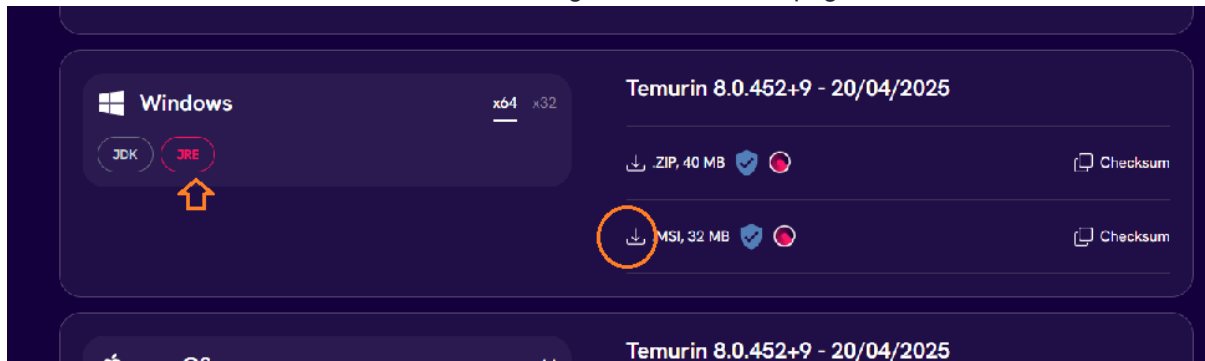 Windows
x64 x32
JDK JRE
Temurin 8.0.452+9 - 20/04/2025
.ZIP, 40 MB
Checksum
MSI, 32 MB
Checksum
Temurin 8.0.452+9 - 20/04/2025